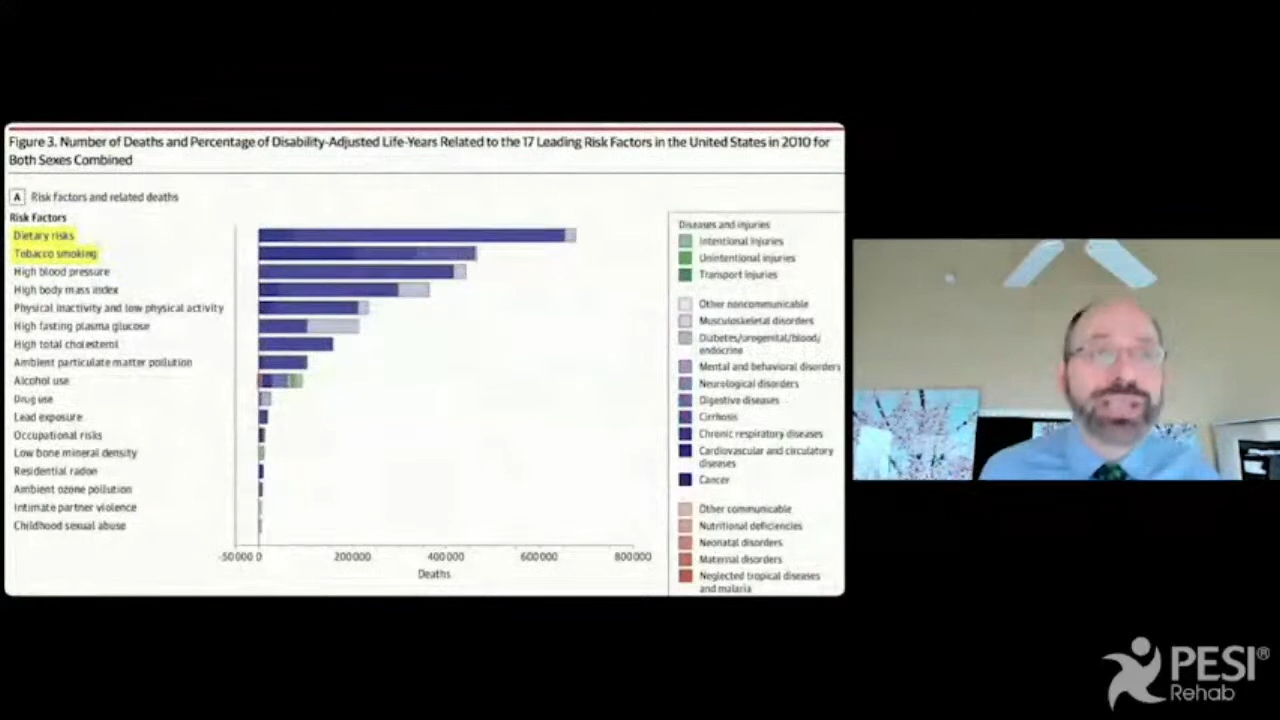 Figure 3. Number of Deaths and Percentage of Disability-Adjusted Life-Years Related to the 17 Leading Risk Factors in the United States in 2010 for
Both Sexes Combined
A Risk factors and related deaths
Risk Factors
Dietary risks
Tobacco smoking
High blood pressure
High body mass index
Physical inactivity and low physical activity
High fasting plasma glucose
High total cholesterol
Ambient particulate matter pollution
Alcohol use
Drug use
Lead exposure
Occupational risks
Low bone mineral density
Residential radon
Ambient ozone pollution
Intimate partner violence
Childhood sexual abuse
-50000 0 200000 400000 600000 800000
Deaths
Diseases and injuries
Intentional injuries
Unintentional injuries
Transport injuries
Other noncommunicable
Musculoskeletal disorders
Diabetes/urogenital/blood/
endocrine
Mental and behavioral disorders
Neurological disorders
Digestive diseases
Cirrhosis
Chronic respiratory diseases
Cardiovascular and circulatory
diseases
Cancer
Other communicable
Nutritional deficiencies
Neonatal disorders
Maternal disorders
Neglected tropical diseases
and malaria
PESI®
Rehab